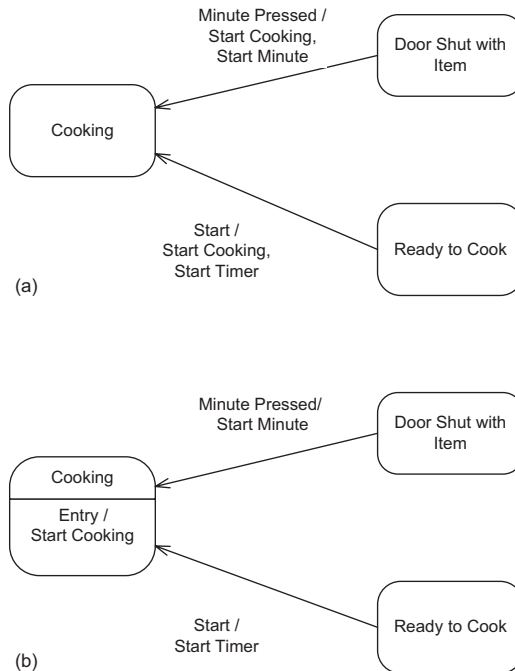 Minute Pressed /
Start Cooking,
Start Minute
Door Shut with
Item
Cooking
Start /
Start Cooking,
Start Timer
Ready to Cook
(a)
Minute Pressed/
Start Minute
Door Shut with
Item
Cooking
Entry /
Start Cooking
Start /
Start Timer
Ready to Cook
(b)